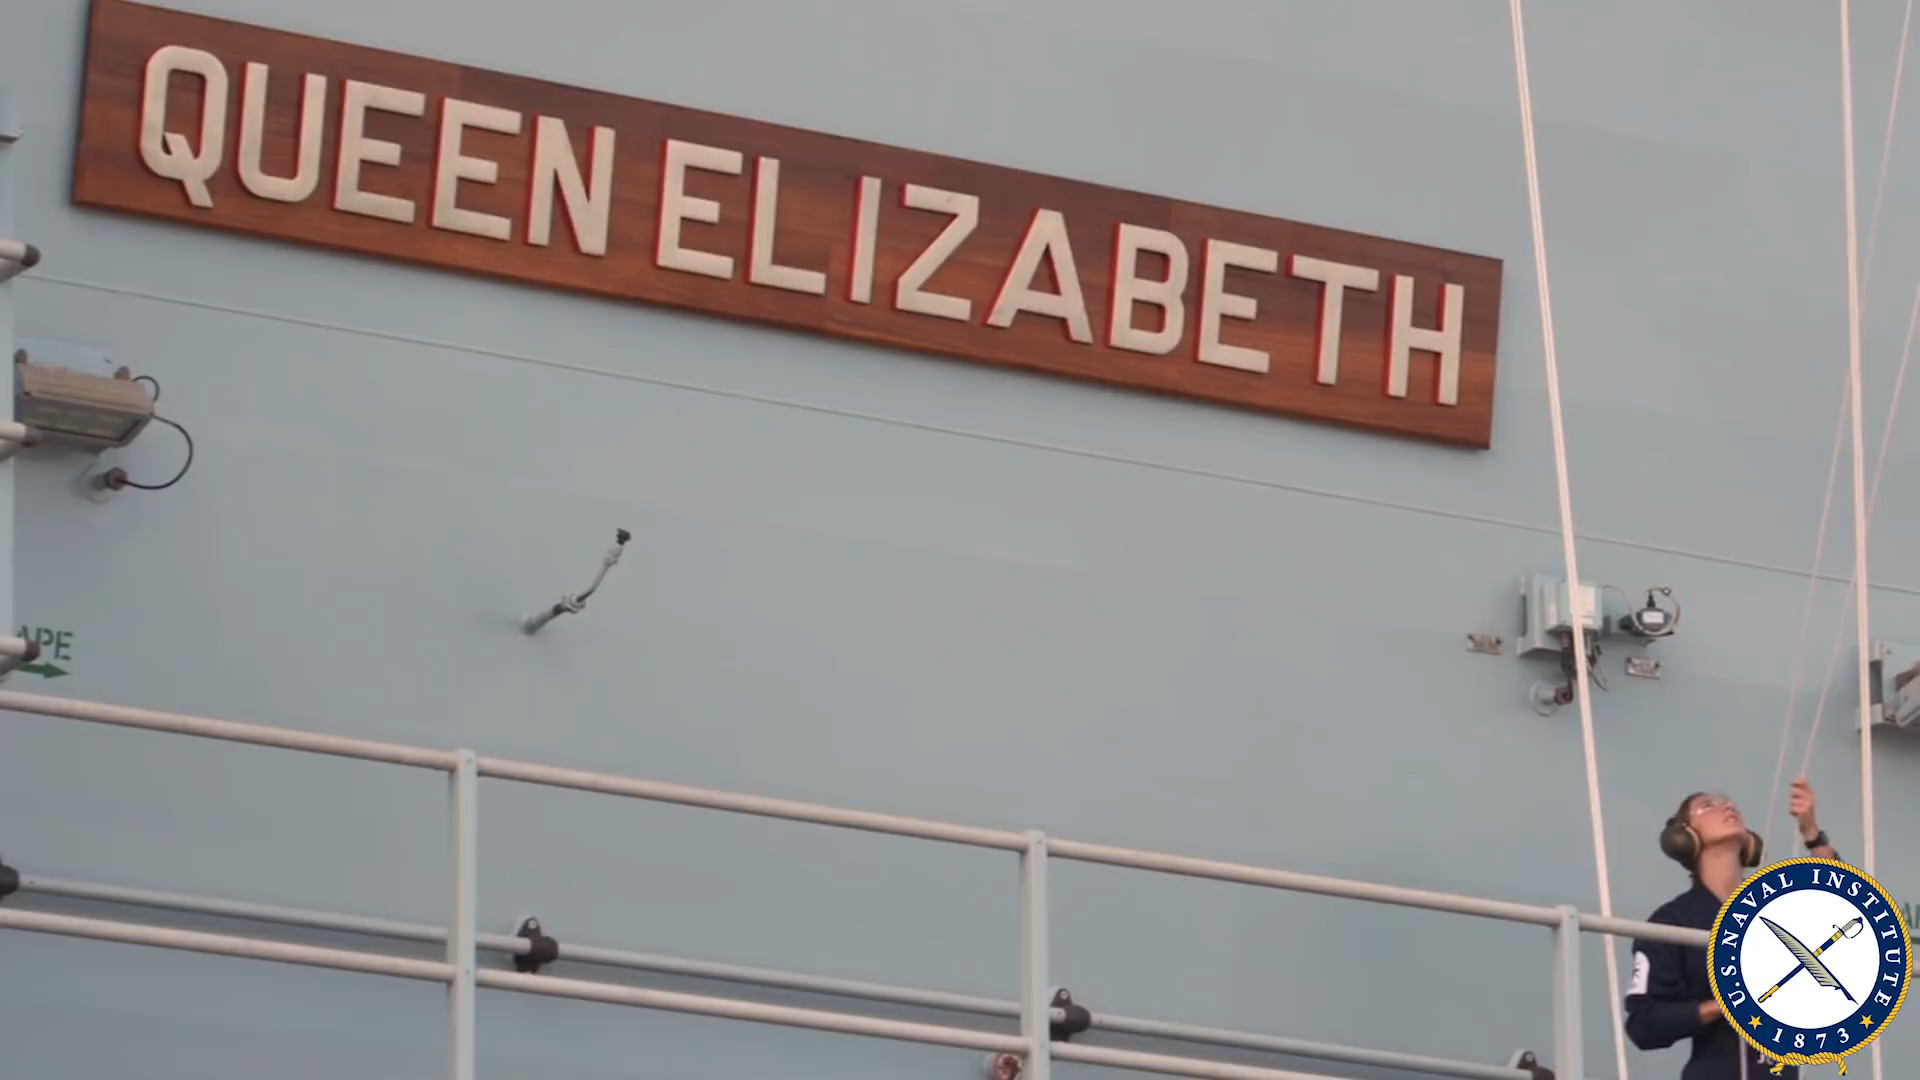 QUEEN ELIZABETH
APE
U.S. NAVAL INSTITUTE
1873